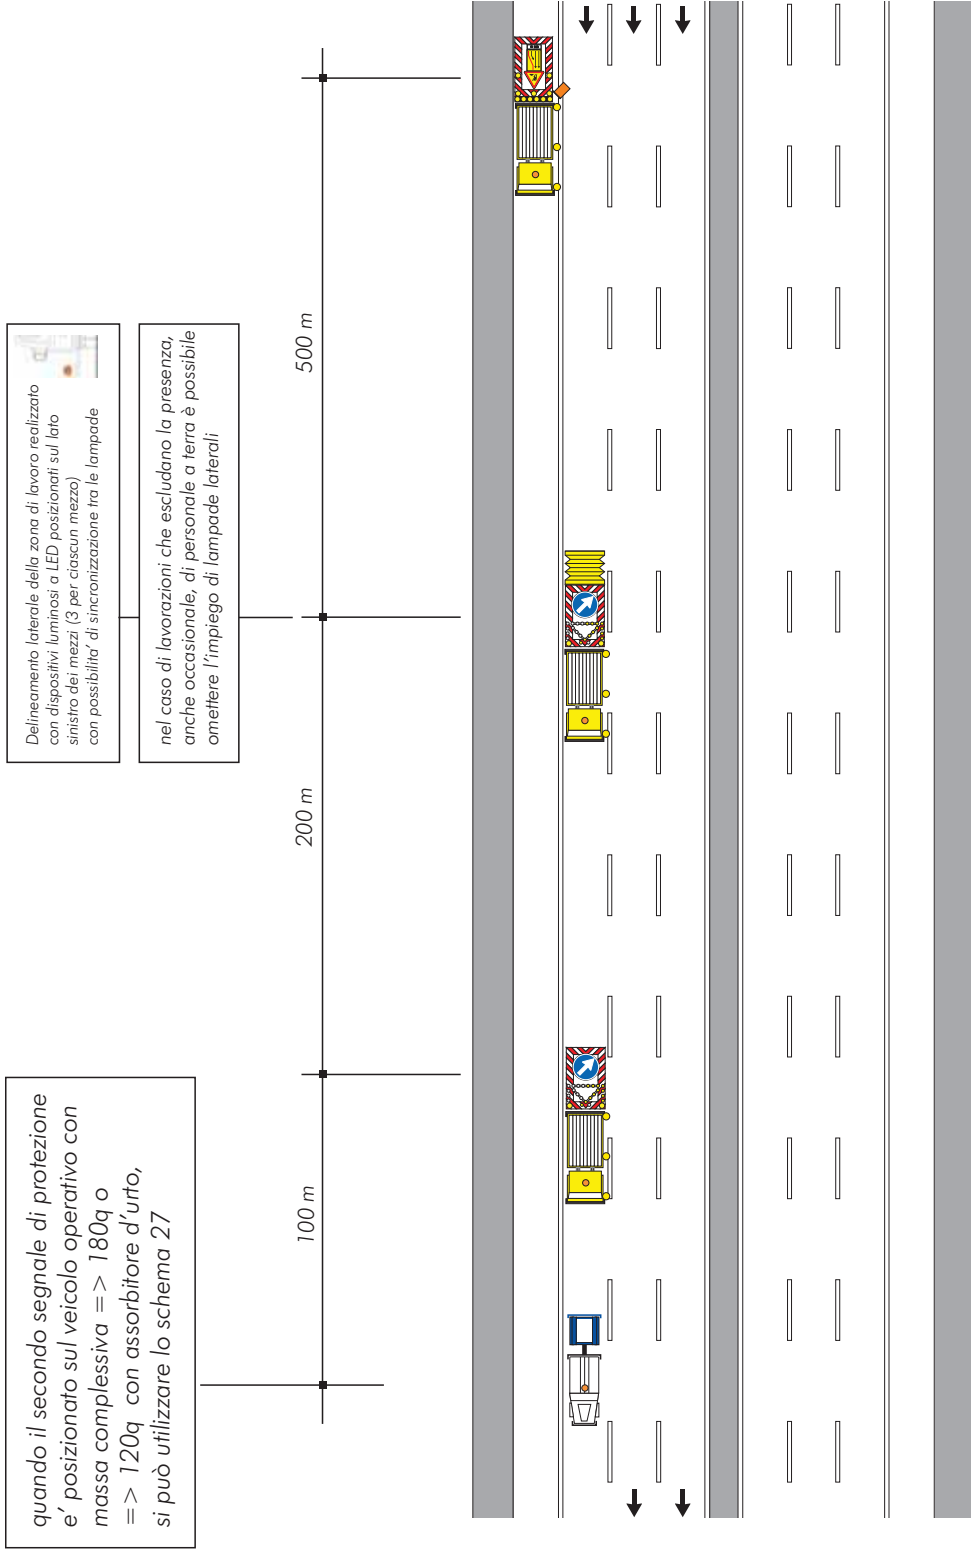 Delineamento laterale della zona di lavoro realizzato
con dispositivi luminosi a LED posizionati sul lato
sinistro dei mezzi (3 per ciascun mezzo)
con possibilita' di sincronizzazione tra le lampade
nel caso di lavorazioni che escludano la presenza,
anche occasionale, di personale a terra è possibile
omettere l'impiego di lampade laterali
500 m
200 m
100 m
quando il secondo segnale di protezione
e' posizionato sul veicolo operativo con
massa complessiva => 180q o
=> 120q con assorbitore d'urto,
si può utilizzare lo schema 27